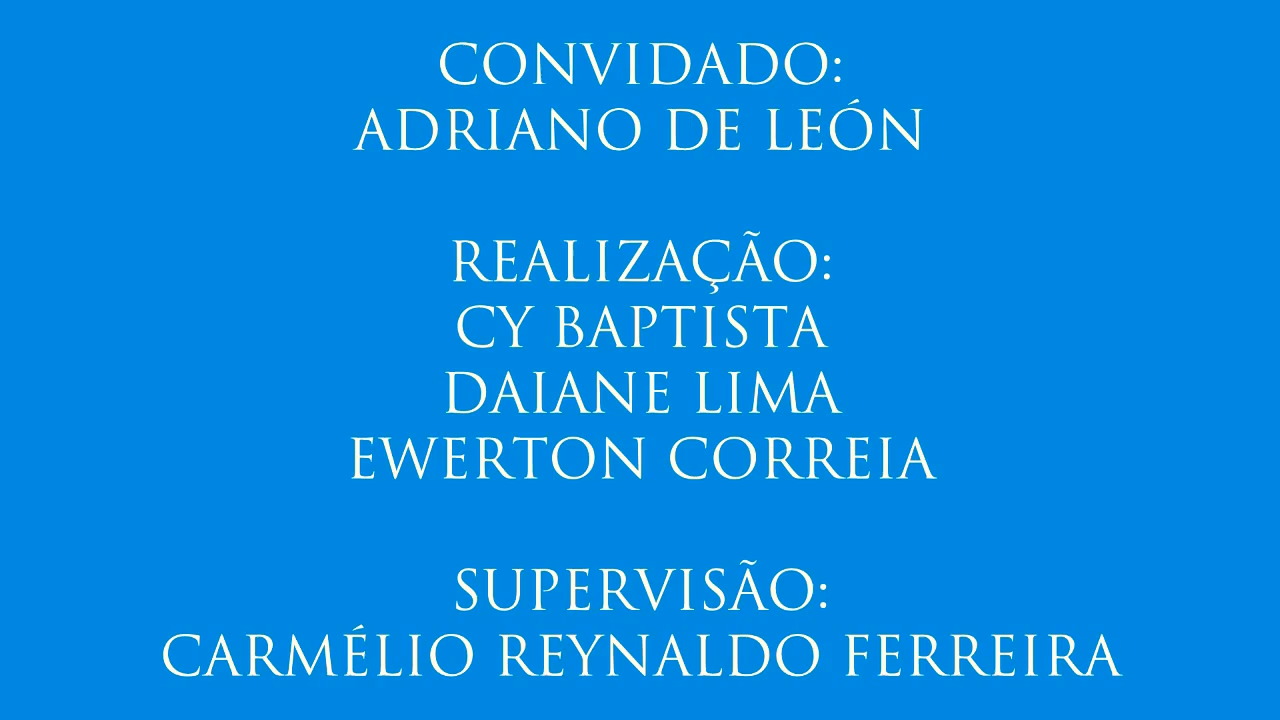 CONVIDADO:
ADRIANO DE LEÓN
REALIZAÇÃO:
CY BAPTISTA
DAIANE LIMA
EWERTON CORREIA
SUPERVISÃO:
CARMÉLIO REYNALDO FERREIRA